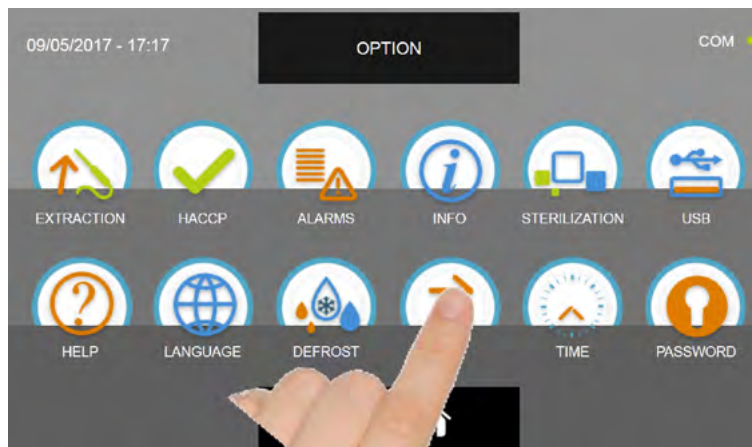 09/05/2017 - 17:17
OPTION
COM
EXTRACTION
HACCP
ALARMS
INFO
STERILIZATION
USB
HELP
LANGUAGE
DEFROST
TIME
PASSWORD